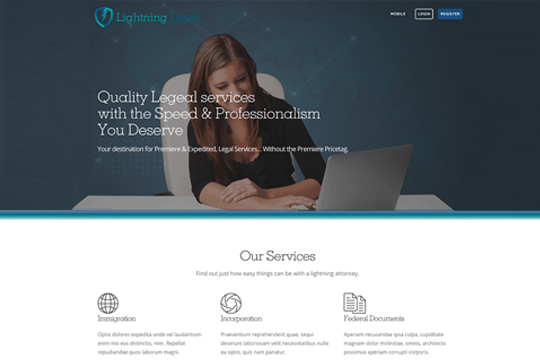 Lightning
MOBILE LOGIN REGISTER
Quality Legeal services
with the Speed & Professionalism
You Deserve
Your destination for Premiere & Expedited, Legal Services... Without the Premiere Pricetag.
Our Services
Find out just how easy things can be with a lightning attorney.
Immigration
Optio dolores expedita unde vel laudantium
enim nisi eos distinctio, rem. Repellat
repudiandae quos laborum magni.
Incorporation
Praesentium reprehenderit quae, sequi
deserunt laboriosam velit necessitatibus nulla
ea optio, quis nam pariatur.
Federal Documents
Aperiam recusandae ipsa culpa, cupiditate
magnam dolor molestiae, omnis, architecto
possimus aperiam corrupti corporis.